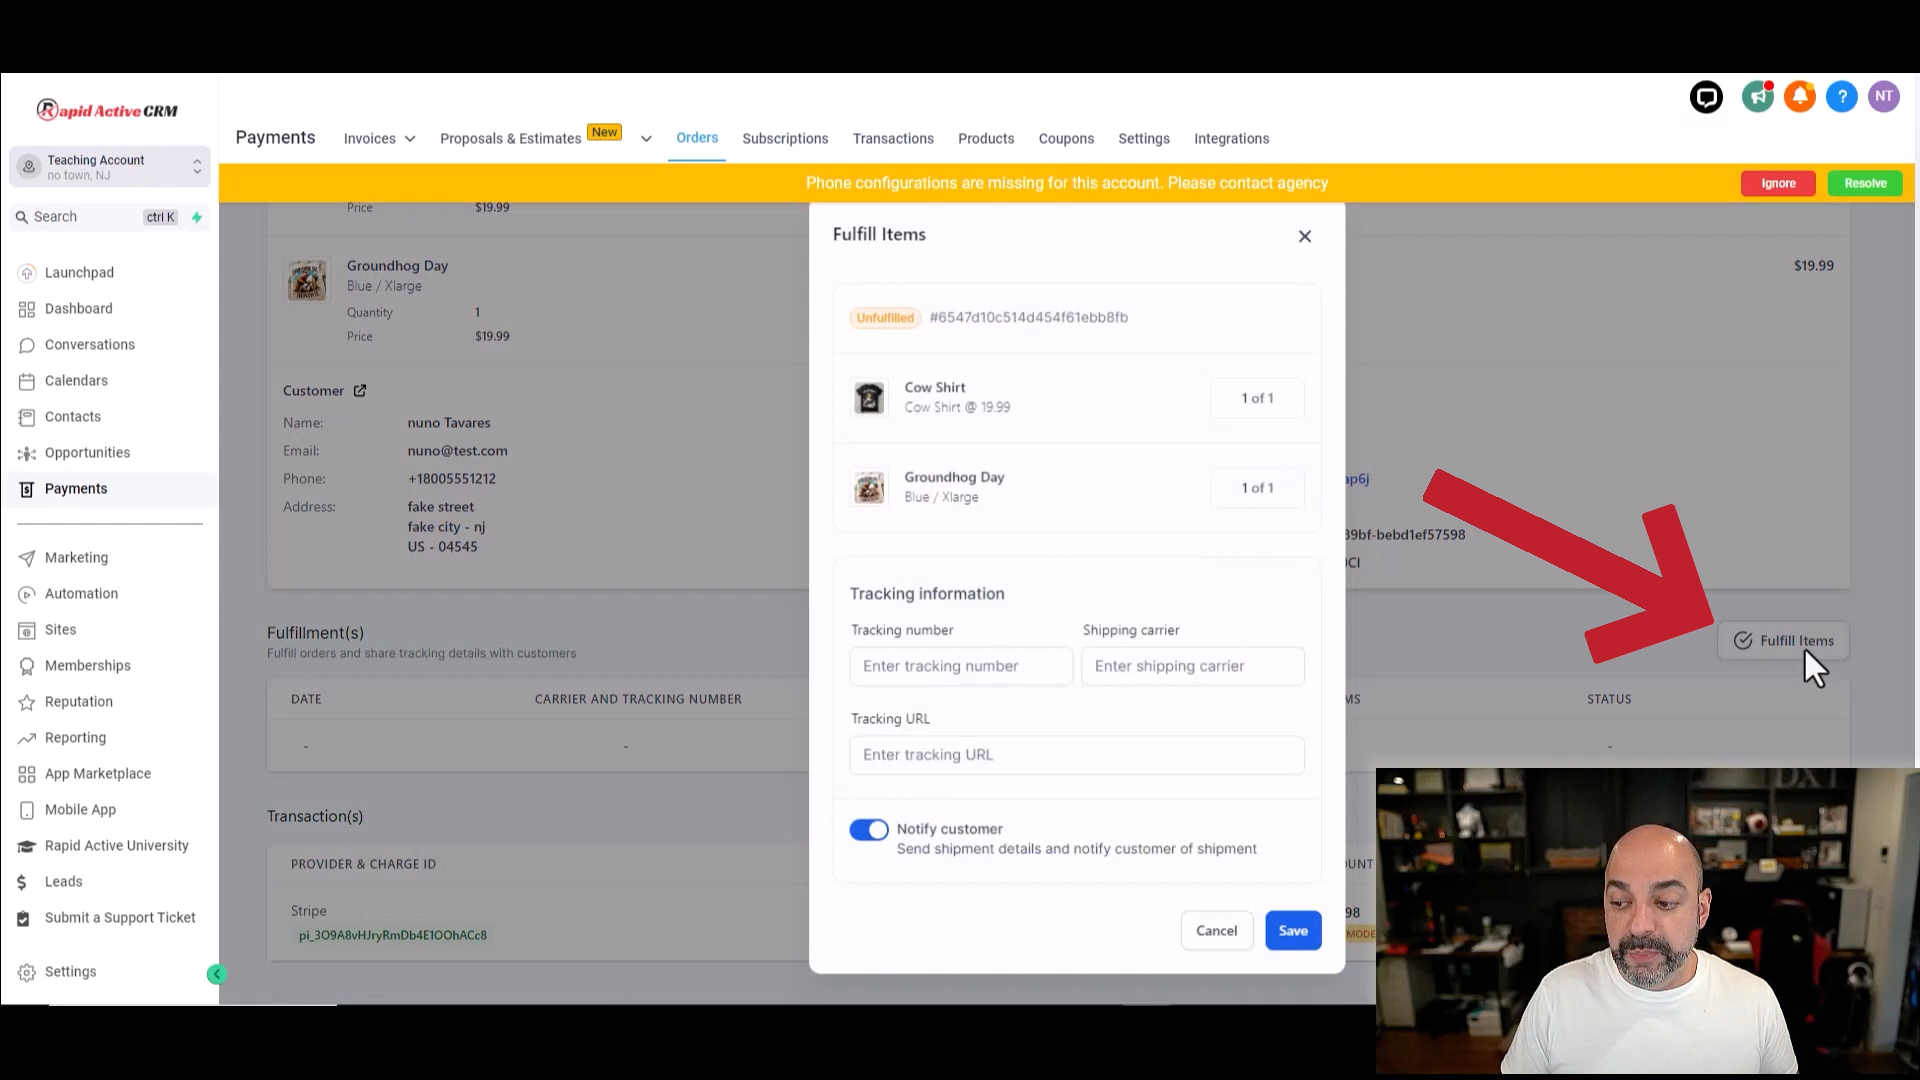 Rapid Active CRM
Teaching Account
no town, NJ
Search ctrl K
Launchpad
Dashboard
Conversations
Calendars
Contacts
Opportunities
Payments
Marketing
Automation
Sites
Memberships
Reputation
Reporting
App Marketplace
Mobile App
Rapid Active University
Leads
Submit a Support Ticket
Settings
? NT
Payments Invoices Proposals & Estimates New Orders Subscriptions Transactions Products Coupons Settings Integrations
Phone configurations are missing for this account. Please contact agency Ignore Resolve
Price $19.99
Groundhog Day $19.99
Blue / Xlarge
Quantity 1
Price $19.99
Customer
Name: nuno Tavares
Email: nuno@test.com
Phone: +18005551212
Address: fake street
fake city - nj
US - 04545
ap6j
39bf-bebd1ef57598
Fulfillment(s)
Fulfill orders and share tracking details with customers
Fulfill Items
DATE CARRIER AND TRACKING NUMBER MS STATUS
- - -
Transaction(s)
PROVIDER & CHARGE ID UNT
Stripe
pi_3O9A8vHJryRmDb4E1OOhACc8
98
MODE
Fulfill Items
Unfulfilled #6547d10c514d454f61ebb8fb
Cow Shirt
Cow Shirt @ 19.99
1 of 1
Groundhog Day
Blue / Xlarge
1 of 1
Tracking information
Tracking number Shipping carrier
Enter tracking number Enter shipping carrier
Tracking URL
Enter tracking URL
Notify customer
Send shipment details and notify customer of shipment
Cancel Save